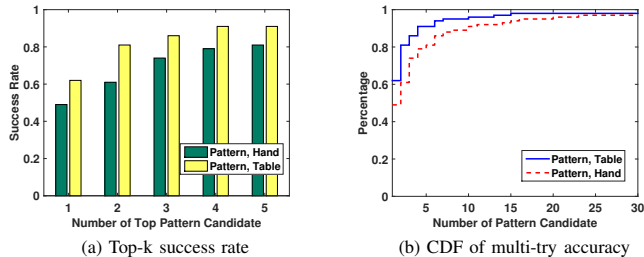 1
0.8
0.6
0.4
0.2
0
Success Rate
Pattern, Hand
Pattern, Table
1 2 3 4 5
Number of Top Pattern Candidate
(a) Top-k success rate
1
0.8
0.6
0.4
0.2
0
Percentage
Pattern, Table
Pattern, Hand
5 10 15 20 25 30
Number of Pattern Candidate
(b) CDF of multi-try accuracy